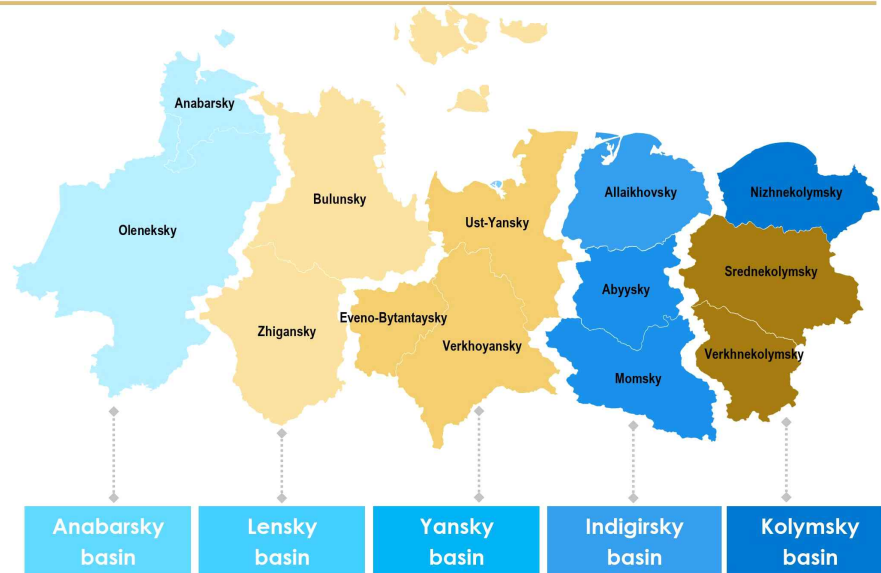 Anabarsky
Bulunsky
Allaikhovsky
Nizhnekolymsky
Oleneksky
Ust-Yansky
Srednekolymsky
Abyysky
Zhigansky
Eveno-Bytantaysky
Verkhoyansky
Verkhnekolymsky
Momsky
Anabarsky
basin
Lensky
basin
Yansky
basin
Indigirsky
basin
Kolymsky
basin